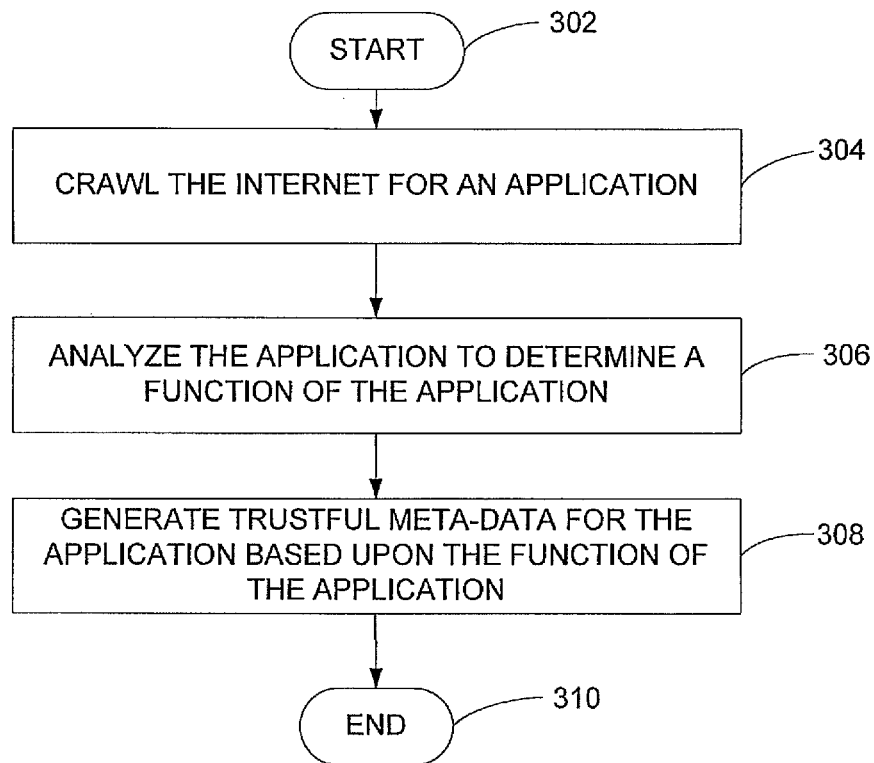 START
302
CRAWL THE INTERNET FOR AN APPLICATION
304
ANALYZE THE APPLICATION TO DETERMINE A
FUNCTION OF THE APPLICATION
306
GENERATE TRUSTFUL META-DATA FOR THE
APPLICATION BASED UPON THE FUNCTION OF
THE APPLICATION
308
END
310